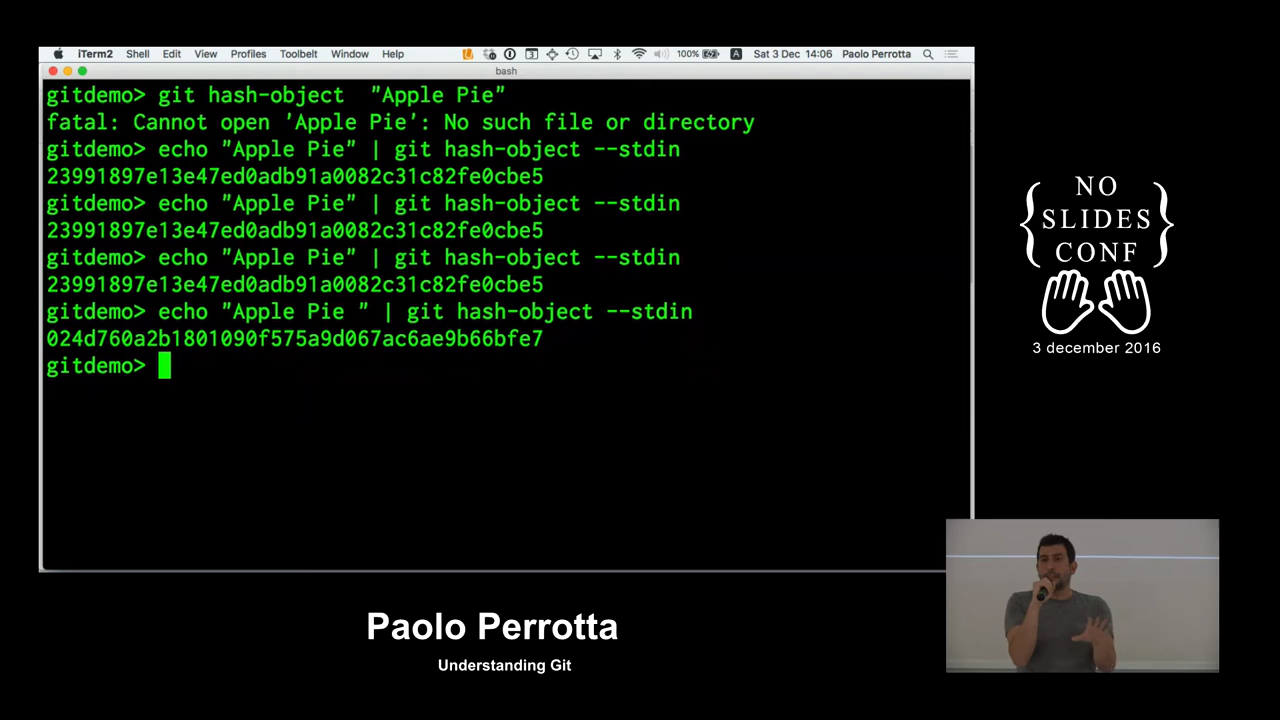 iTerm2 Shell Edit View Profiles Toolbelt Window Help 3 100% A Sat 3 Dec 14:06 Paolo Perrotta
bash
gitdemo> git hash-object  "Apple Pie"
fatal: Cannot open 'Apple Pie': No such file or directory
gitdemo> echo "Apple Pie" | git hash-object --stdin
23991897e13e47ed0adb91a0082c31c82fe0cbe5
gitdemo> echo "Apple Pie" | git hash-object --stdin
23991897e13e47ed0adb91a0082c31c82fe0cbe5
gitdemo> echo "Apple Pie" | git hash-object --stdin
23991897e13e47ed0adb91a0082c31c82fe0cbe5
gitdemo> echo "Apple Pie " | git hash-object --stdin
024d760a2b1801090f575a9d067ac6ae9b66bfe7
gitdemo>
{ NO
SLIDES
CONF }
3 december 2016
Paolo Perrotta
Understanding Git